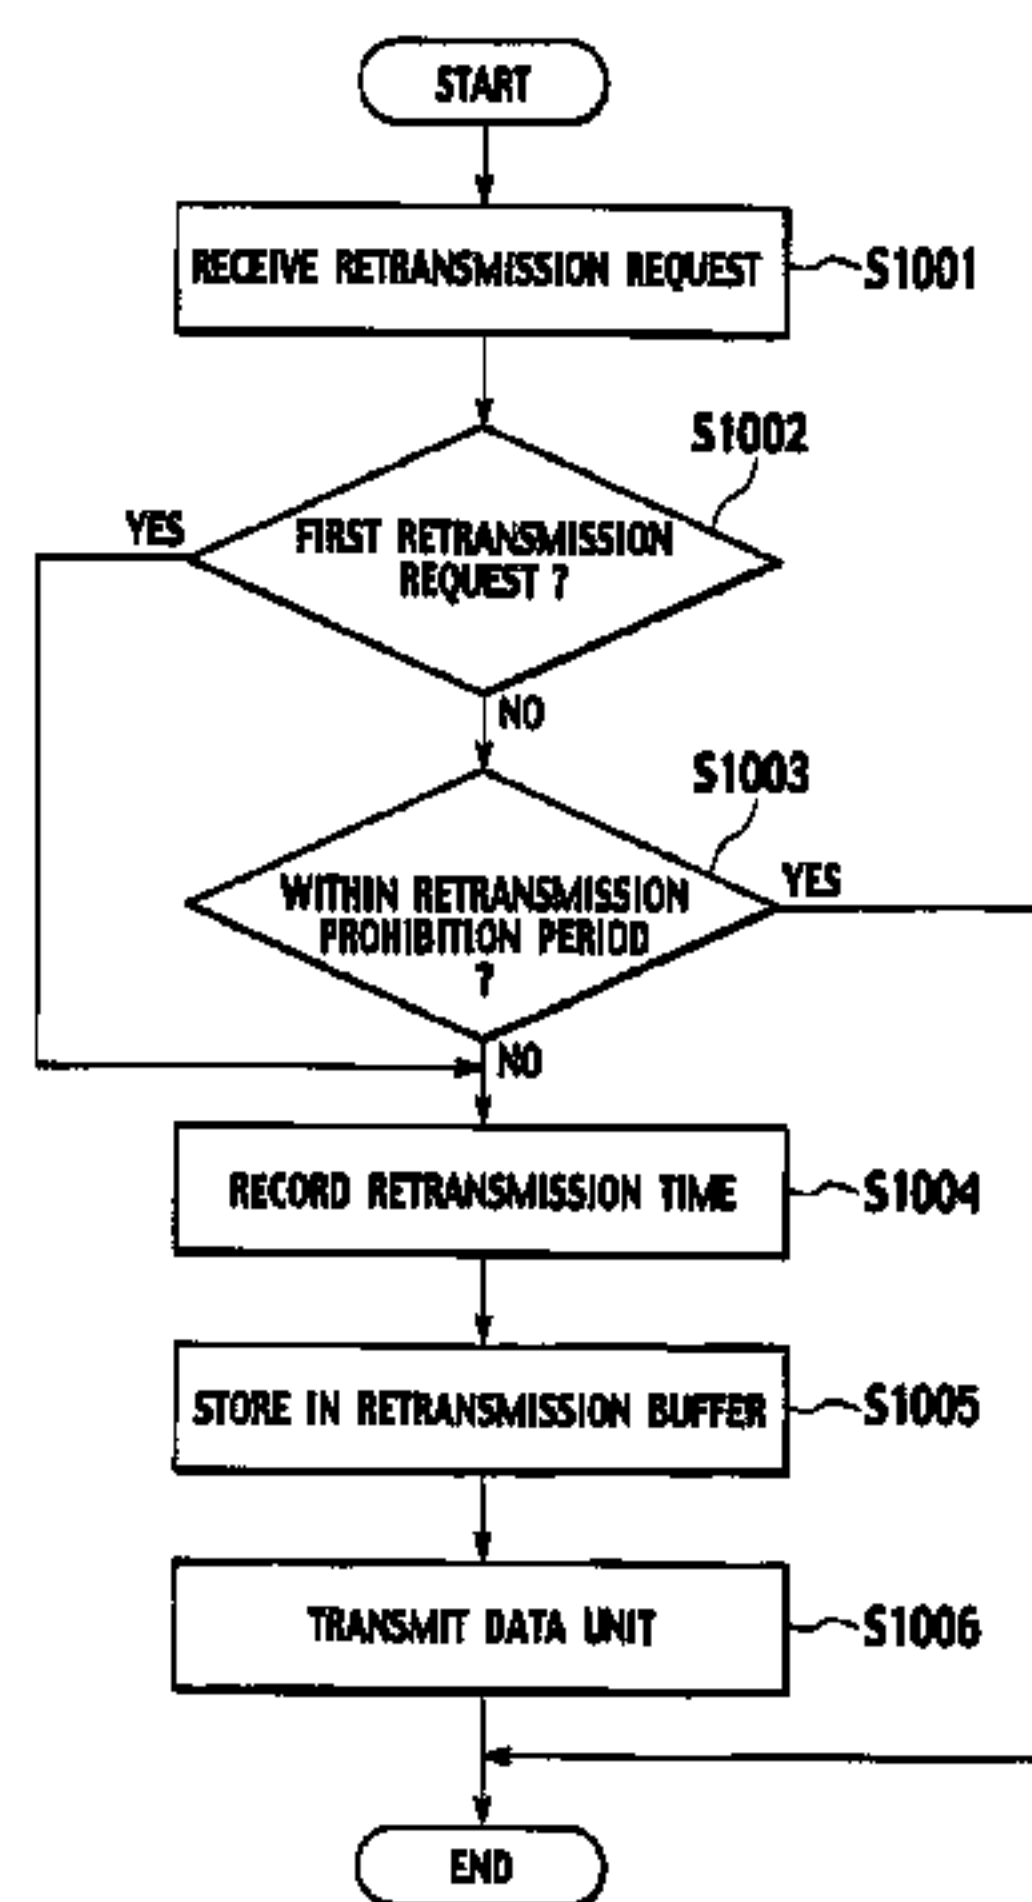 START
RECEIVE RETRANSMISSION REQUEST
S1001
S1002
YES
FIRST RETRANSMISSION
REQUEST ?
NO
S1003
YES
WITHIN RETRANSMISSION
PROHIBITION PERIOD
?
NO
RECORD RETRANSMISSION TIME
S1004
STORE IN RETRANSMISSION BUFFER
S1005
TRANSMIT DATA UNIT
S1006
END